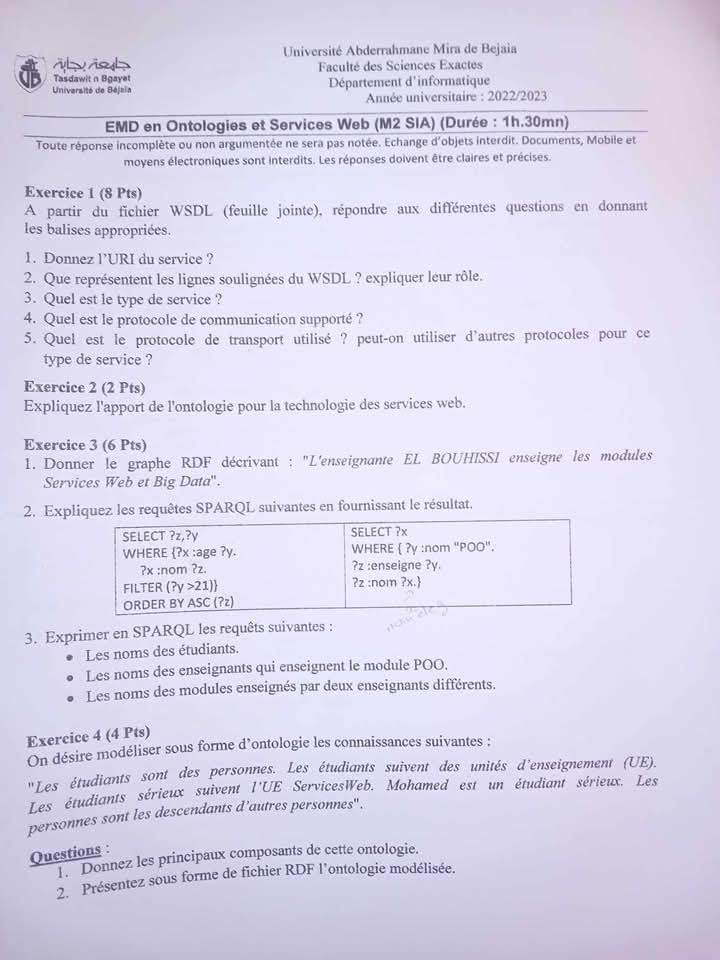 جامعة بجاية
Tasdawit n Bgayet
Université de Béjaïa
Université Abderrahmane Mira de Bejaia
Faculté des Sciences Exactes
Département d'informatique
Année universitaire : 2022/2023
EMD en Ontologies et Services Web (M2 SIA) (Durée : 1h.30mn)
Toute réponse incomplète ou non argumentée ne sera pas notée. Echange d'objets interdit. Documents, Mobile et
moyens électroniques sont interdits. Les réponses doivent être claires et précises.
Exercice 1 (8 Pts)
A partir du fichier WSDL (feuille jointe), répondre aux différentes questions en donnant
les balises appropriées.
1. Donnez l'URI du service ?
2. Que représentent les lignes soulignées du WSDL ? expliquer leur rôle.
3. Quel est le type de service ?
4. Quel est le protocole de communication supporté ?
5. Quel est le protocole de transport utilisé ? peut-on utiliser d'autres protocoles pour ce
type de service ?
Exercice 2 (2 Pts)
Expliquez l'apport de l'ontologie pour la technologie des services web.
Exercice 3 (6 Pts)
1. Donner le graphe RDF décrivant : "L'enseignante EL BOUHISSI enseigne les modules
Services Web et Big Data".
2. Expliquez les requêtes SPARQL suivantes en fournissant le résultat.
SELECT ?z,?y
WHERE {?x :age ?y.
?x :nom ?z.
FILTER (?y >21)}
ORDER BY ASC (?z)
SELECT ?x
WHERE { ?y :nom "POO".
?z :enseigne ?y.
?z :nom ?x.}
3. Exprimer en SPARQL les requêts suivantes :
• Les noms des étudiants.
• Les noms des enseignants qui enseignent le module POO.
• Les noms des modules enseignés par deux enseignants différents.
Exercice 4 (4 Pts)
On désire modéliser sous forme d'ontologie les connaissances suivantes :
"Les étudiants sont des personnes. Les étudiants suivent des unités d'enseignement (UE).
Les étudiants sérieux suivent l'UE ServicesWeb. Mohamed est un étudiant sérieux. Les
personnes sont les descendants d'autres personnes".
Questions :
1. Donnez les principaux composants de cette ontologie.
2. Présentez sous forme de fichier RDF l'ontologie modélisée.